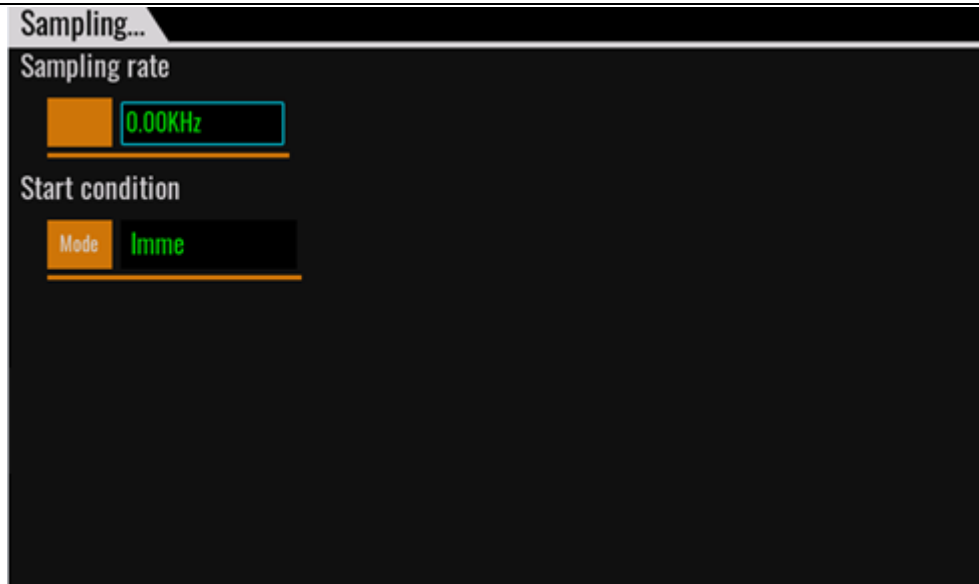 Sampling...
Sampling rate
0.00KHz
Start condition
Mode Imme